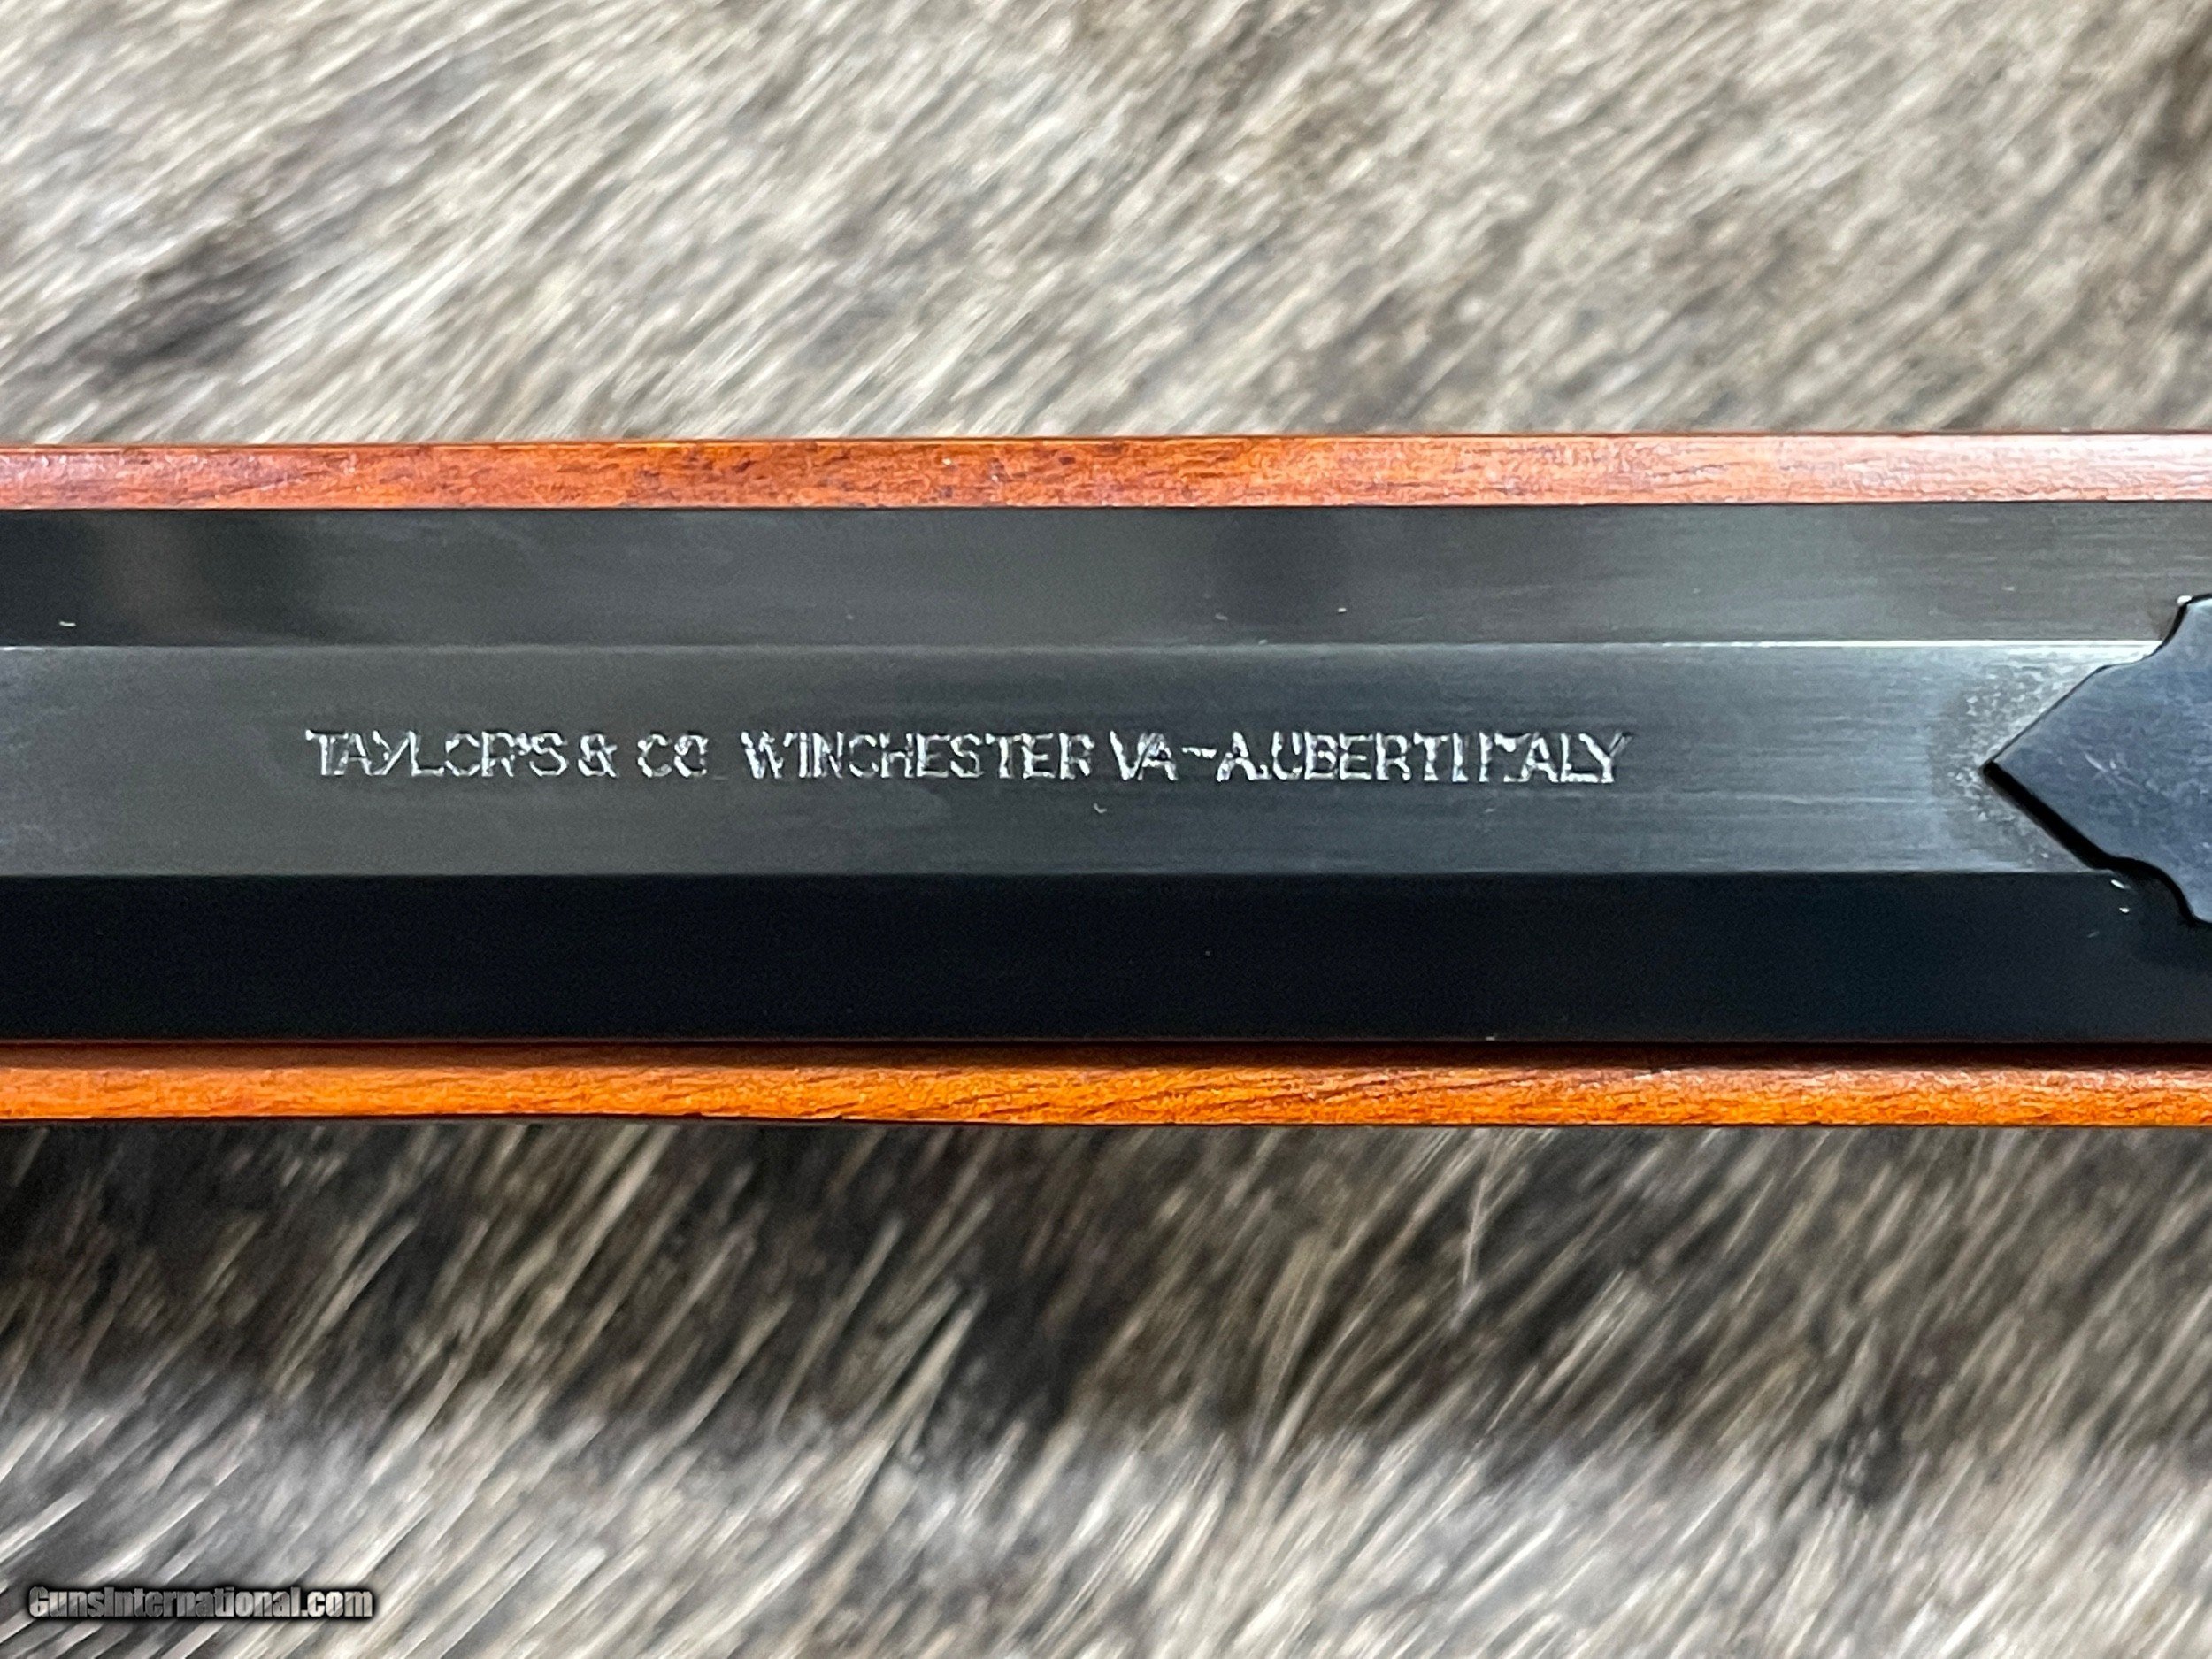 TAYLOR'S & CO. WINCHESTER VA - A.UBERTI ITALY
GunsInternational.com